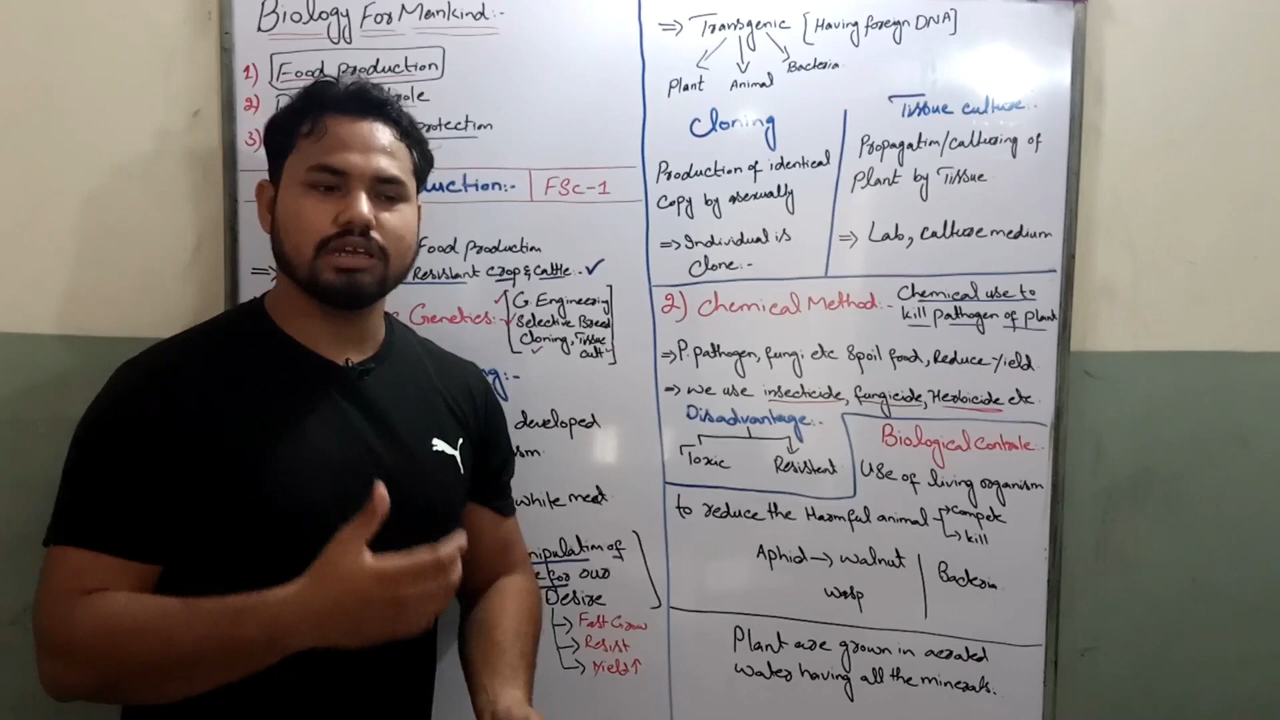 Biology For Mankind:-
1) Food production
2) trole
3) protection
uction:- FSc-1
Food production
Resistant crop & cattle - ✓
Genetics:-
G. Engineering
Selective Breed
Cloning, Tissue
cult
ng:-
developed
sm
white meat
nipulation of
for our
Desire
→ Fast Grow
→ Resist
→ Yield↑
⇒ Transgenic [Having foreign DNA]
Plant Animal Bacteria
Cloning
Production of identical
copy by asexually
⇒ Individual is
clone:-
Tissue culture:-
Propagation/culturing of
Plant by Tissue
⇒ Lab, culture medium
2) Chemical Method:- Chemical use to
kill pathogen of plant
⇒ P. pathogen, fungi etc spoil food, Reduce yield
⇒ we use insecticide, fungicide, Herbicide etc
Disadvantage:-
Toxic Resistent
Biological Controle:-
Use of living organism
to reduce the Harmful animal → compet
→ kill
Aphid → walnut
wasp
Bacteria
Plant are grown in aerated
water having all the minerals.